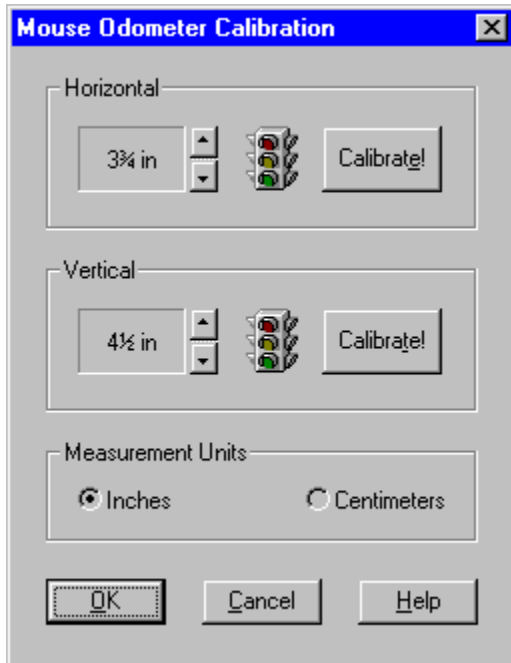 Mouse Odometer Calibration
Horizontal
3¾ in
Calibrate!
Vertical
4½ in
Calibrate!
Measurement Units
Inches Centimeters
OK Cancel Help